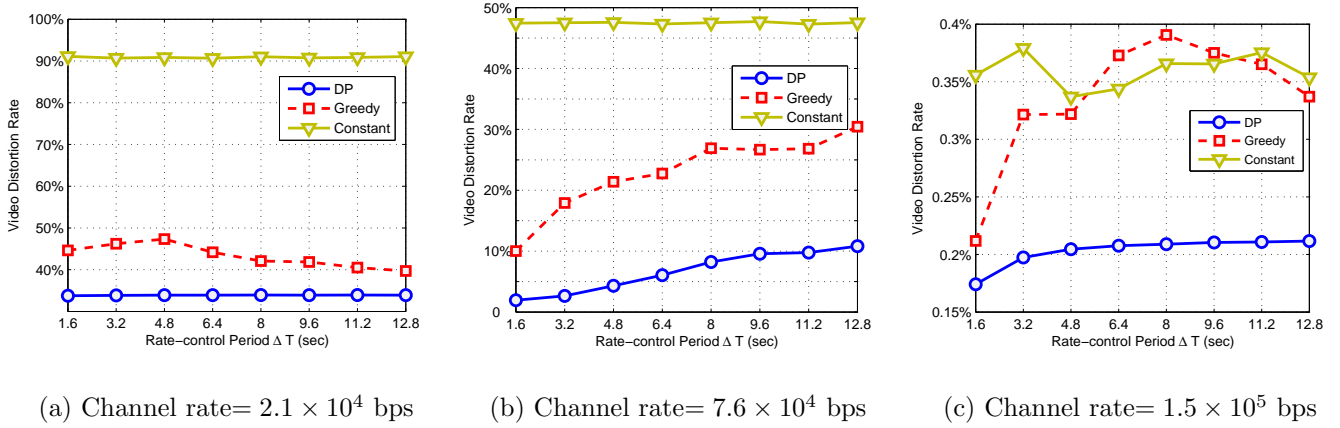 100%
90%
80%
70%
60%
50%
40%
Video Distortion Rate
DP
Greedy
Constant
1.6 3.2 4.8 6.4 8 9.6 11.2 12.8
Rate−control Period Δ T (sec)
(a) Channel rate= 2.1 × 10⁴ bps
50%
40%
30%
20%
10%
0
Video Distortion Rate
DP
Greedy
Constant
1.6 3.2 4.8 6.4 8 9.6 11.2 12.8
Rate−control Period Δ T (sec)
(b) Channel rate= 7.6 × 10⁴ bps
0.4%
0.35%
0.3%
0.25%
0.2%
0.15%
Video Distortion Rate
DP
Greedy
Constant
1.6 3.2 4.8 6.4 8 9.6 11.2 12.8
Rate−control Period Δ T (sec)
(c) Channel rate= 1.5 × 10⁵ bps